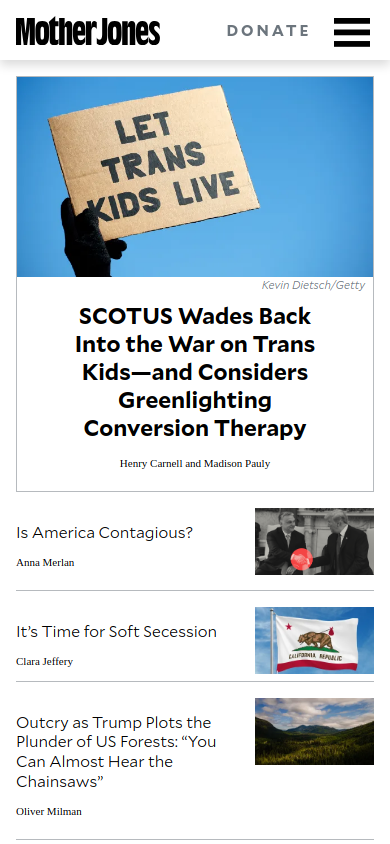 Mother Jones
DONATE
LET
TRANS
KIDS LIVE
Kevin Dietsch/Getty
SCOTUS Wades Back
Into the War on Trans
Kids—and Considers
Greenlighting
Conversion Therapy
Henry Carnell and Madison Pauly
Is America Contagious?
Anna Merlan
It’s Time for Soft Secession
Clara Jeffery
CALIFORNIA REPUBLIC
Outcry as Trump Plots the
Plunder of US Forests: “You
Can Almost Hear the
Chainsaws”
Oliver Milman